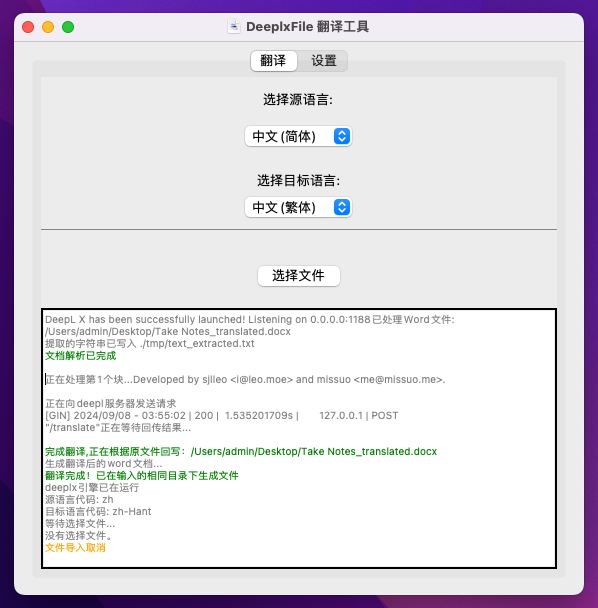 DeeplxFile 翻译工具
翻译 设置
选择源语言:
中文 (简体)
选择目标语言:
中文 (繁体)
选择文件
DeepL X has been successfully launched! Listening on 0.0.0.0:1188已处理Word文件:
/Users/admin/Desktop/Take Notes_translated.docx
提取的字符串已写入 ./tmp/text_extracted.txt
文档解析已完成
正在处理第1个块...Developed by sjlleo <i@leo.moe> and missuo <me@missuo.me>.
正在向deepl服务器发送请求
[GIN] 2024/09/08 - 03:55:02 | 200 | 1.535201709s | 127.0.0.1 | POST
"/translate"正在等待回传结果...
完成翻译,正在根据原文件回写：/Users/admin/Desktop/Take Notes_translated.docx
生成翻译后的word文档...
翻译完成！已在输入的相同目录下生成文件
deeplx引擎已在运行
源语言代码: zh
目标语言代码: zh-Hant
等待选择文件...
没有选择文件。
文件导入取消